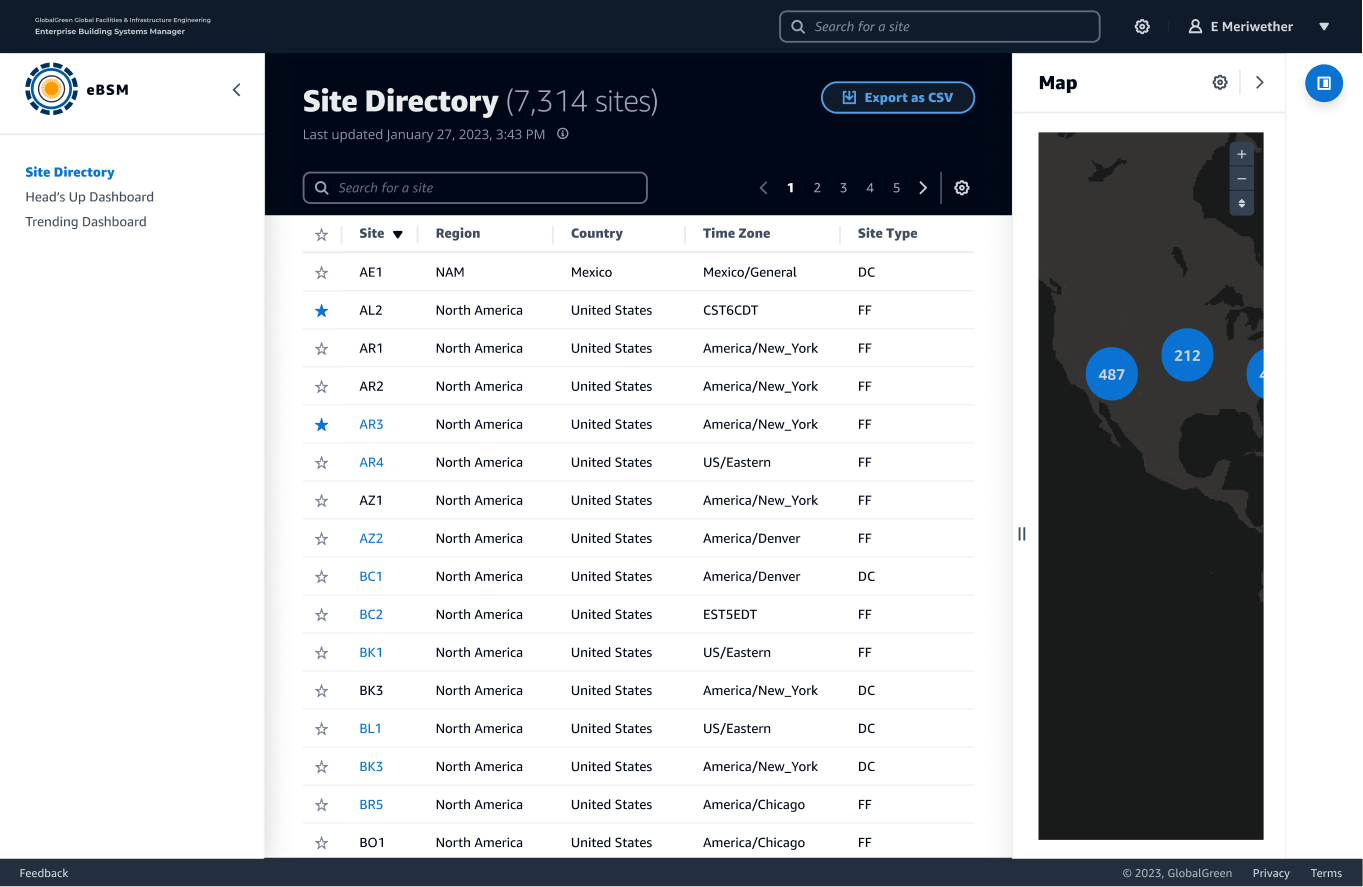 GlobalGreen Global Facilities & Infrastructure Engineering
Enterprise Building Systems Manager
Search for a site
E Meriwether
eBSM
Site Directory
Head's Up Dashboard
Trending Dashboard
Site Directory (7,314 sites)
Last updated January 27, 2023, 3:43 PM
Export as CSV
Search for a site
1 2 3 4 5
Site Region Country Time Zone Site Type
AE1 NAM Mexico Mexico/General DC
AL2 North America United States CST6CDT FF
AR1 North America United States America/New_York FF
AR2 North America United States America/New_York FF
AR3 North America United States America/New_York FF
AR4 North America United States US/Eastern FF
AZ1 North America United States America/New_York FF
AZ2 North America United States America/Denver FF
BC1 North America United States America/Denver DC
BC2 North America United States EST5EDT FF
BK1 North America United States US/Eastern FF
BK3 North America United States America/New_York DC
BL1 North America United States US/Eastern DC
BK3 North America United States America/New_York DC
BR5 North America United States America/Chicago FF
BO1 North America United States America/Chicago FF
Map
487
212
Feedback
© 2023, GlobalGreen Privacy Terms